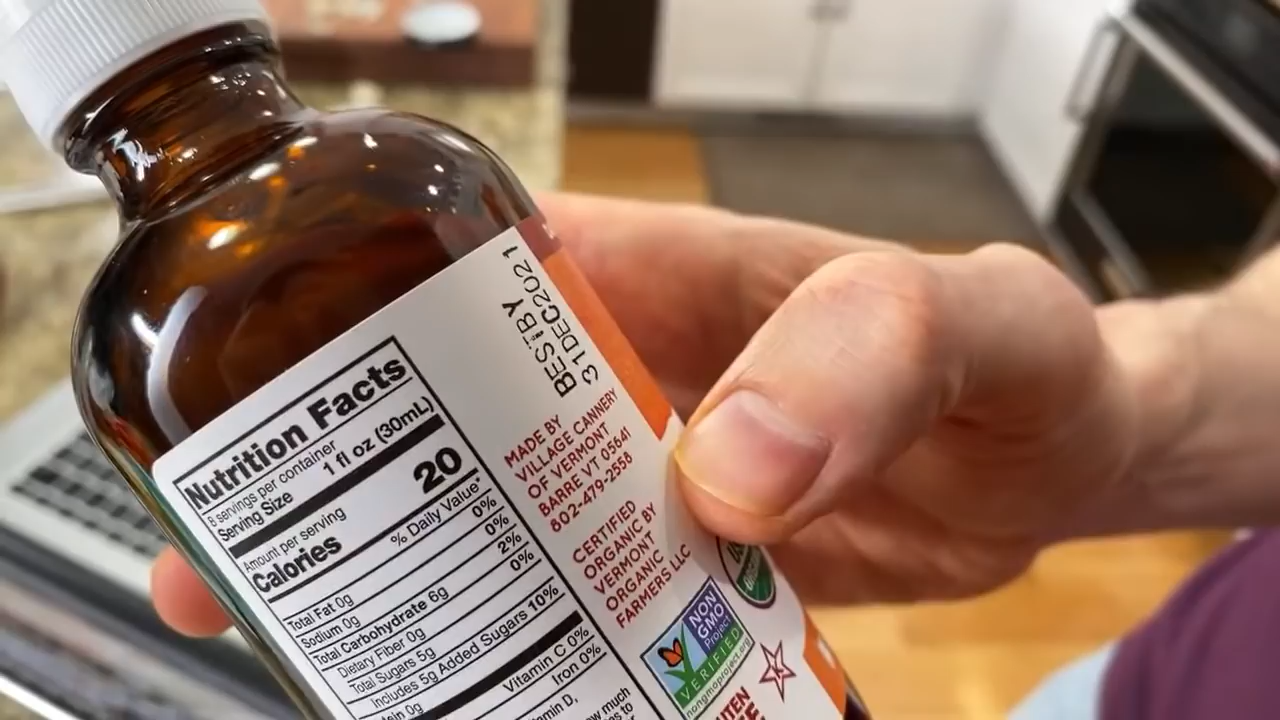 Nutrition Facts
8 servings per container
Serving Size 1 fl oz (30mL)
Amount per serving
Calories 20
% Daily Value*
Total Fat 0g 0%
Sodium 0g 0%
Total Carbohydrate 6g 2%
Dietary Fiber 0g 0%
Total Sugars 5g
Includes 5g Added Sugars 10%
0g
Vitamin C 0%
Iron 0%
BEST BY
31DEC2021
MADE BY
VILLAGE CANNERY
OF VERMONT
BARRE VT 05641
802-479-2558
CERTIFIED
ORGANIC BY
VERMONT
ORGANIC
FARMERS LLC
NON
GMO
Project
VERIFIED
nongmoproject.org